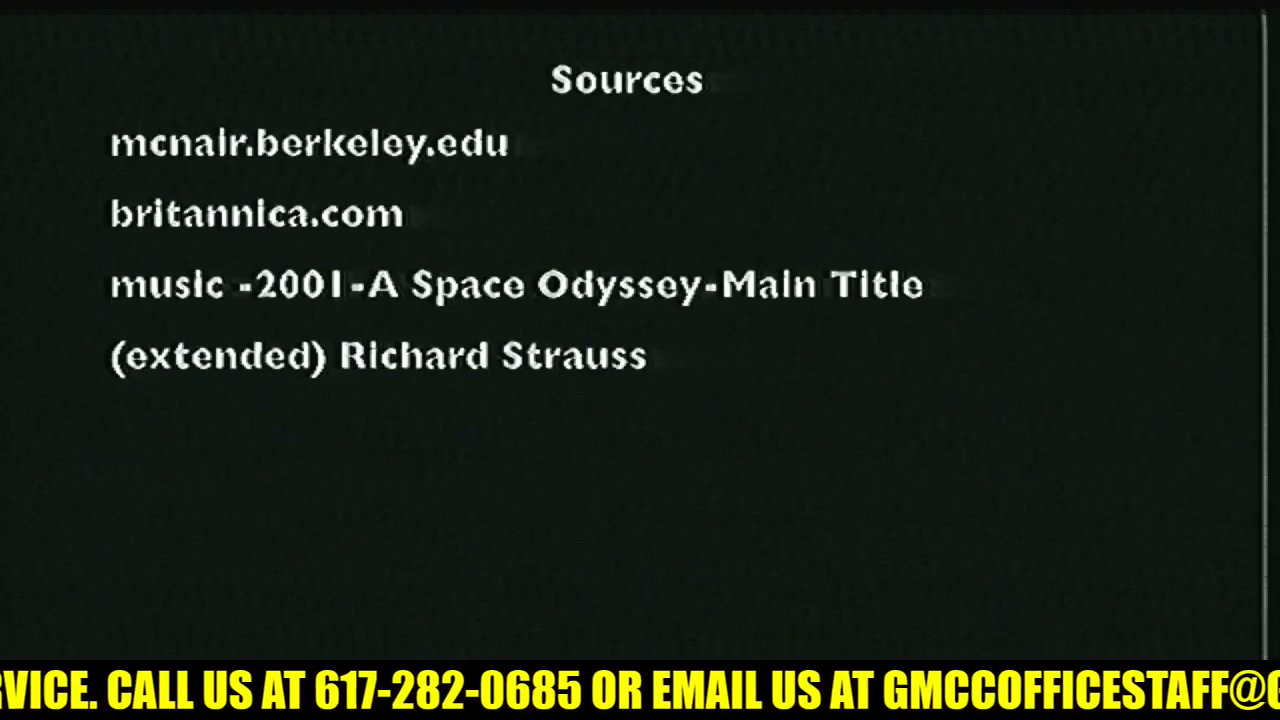 Sources
mcnair.berkeley.edu
britannica.com
music -2001-A Space Odyssey-Main Title
(extended) Richard Strauss
RVICE. CALL US AT 617-282-0685 OR EMAIL US AT GMCCOFFICESTAFF@